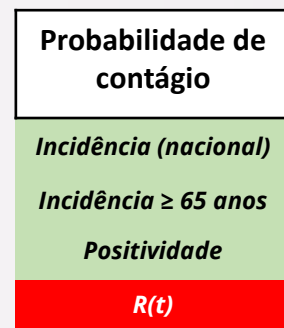 Probabilidade de
contágio
Incidência (nacional)
Incidência ≥ 65 anos
Positividade
R(t)